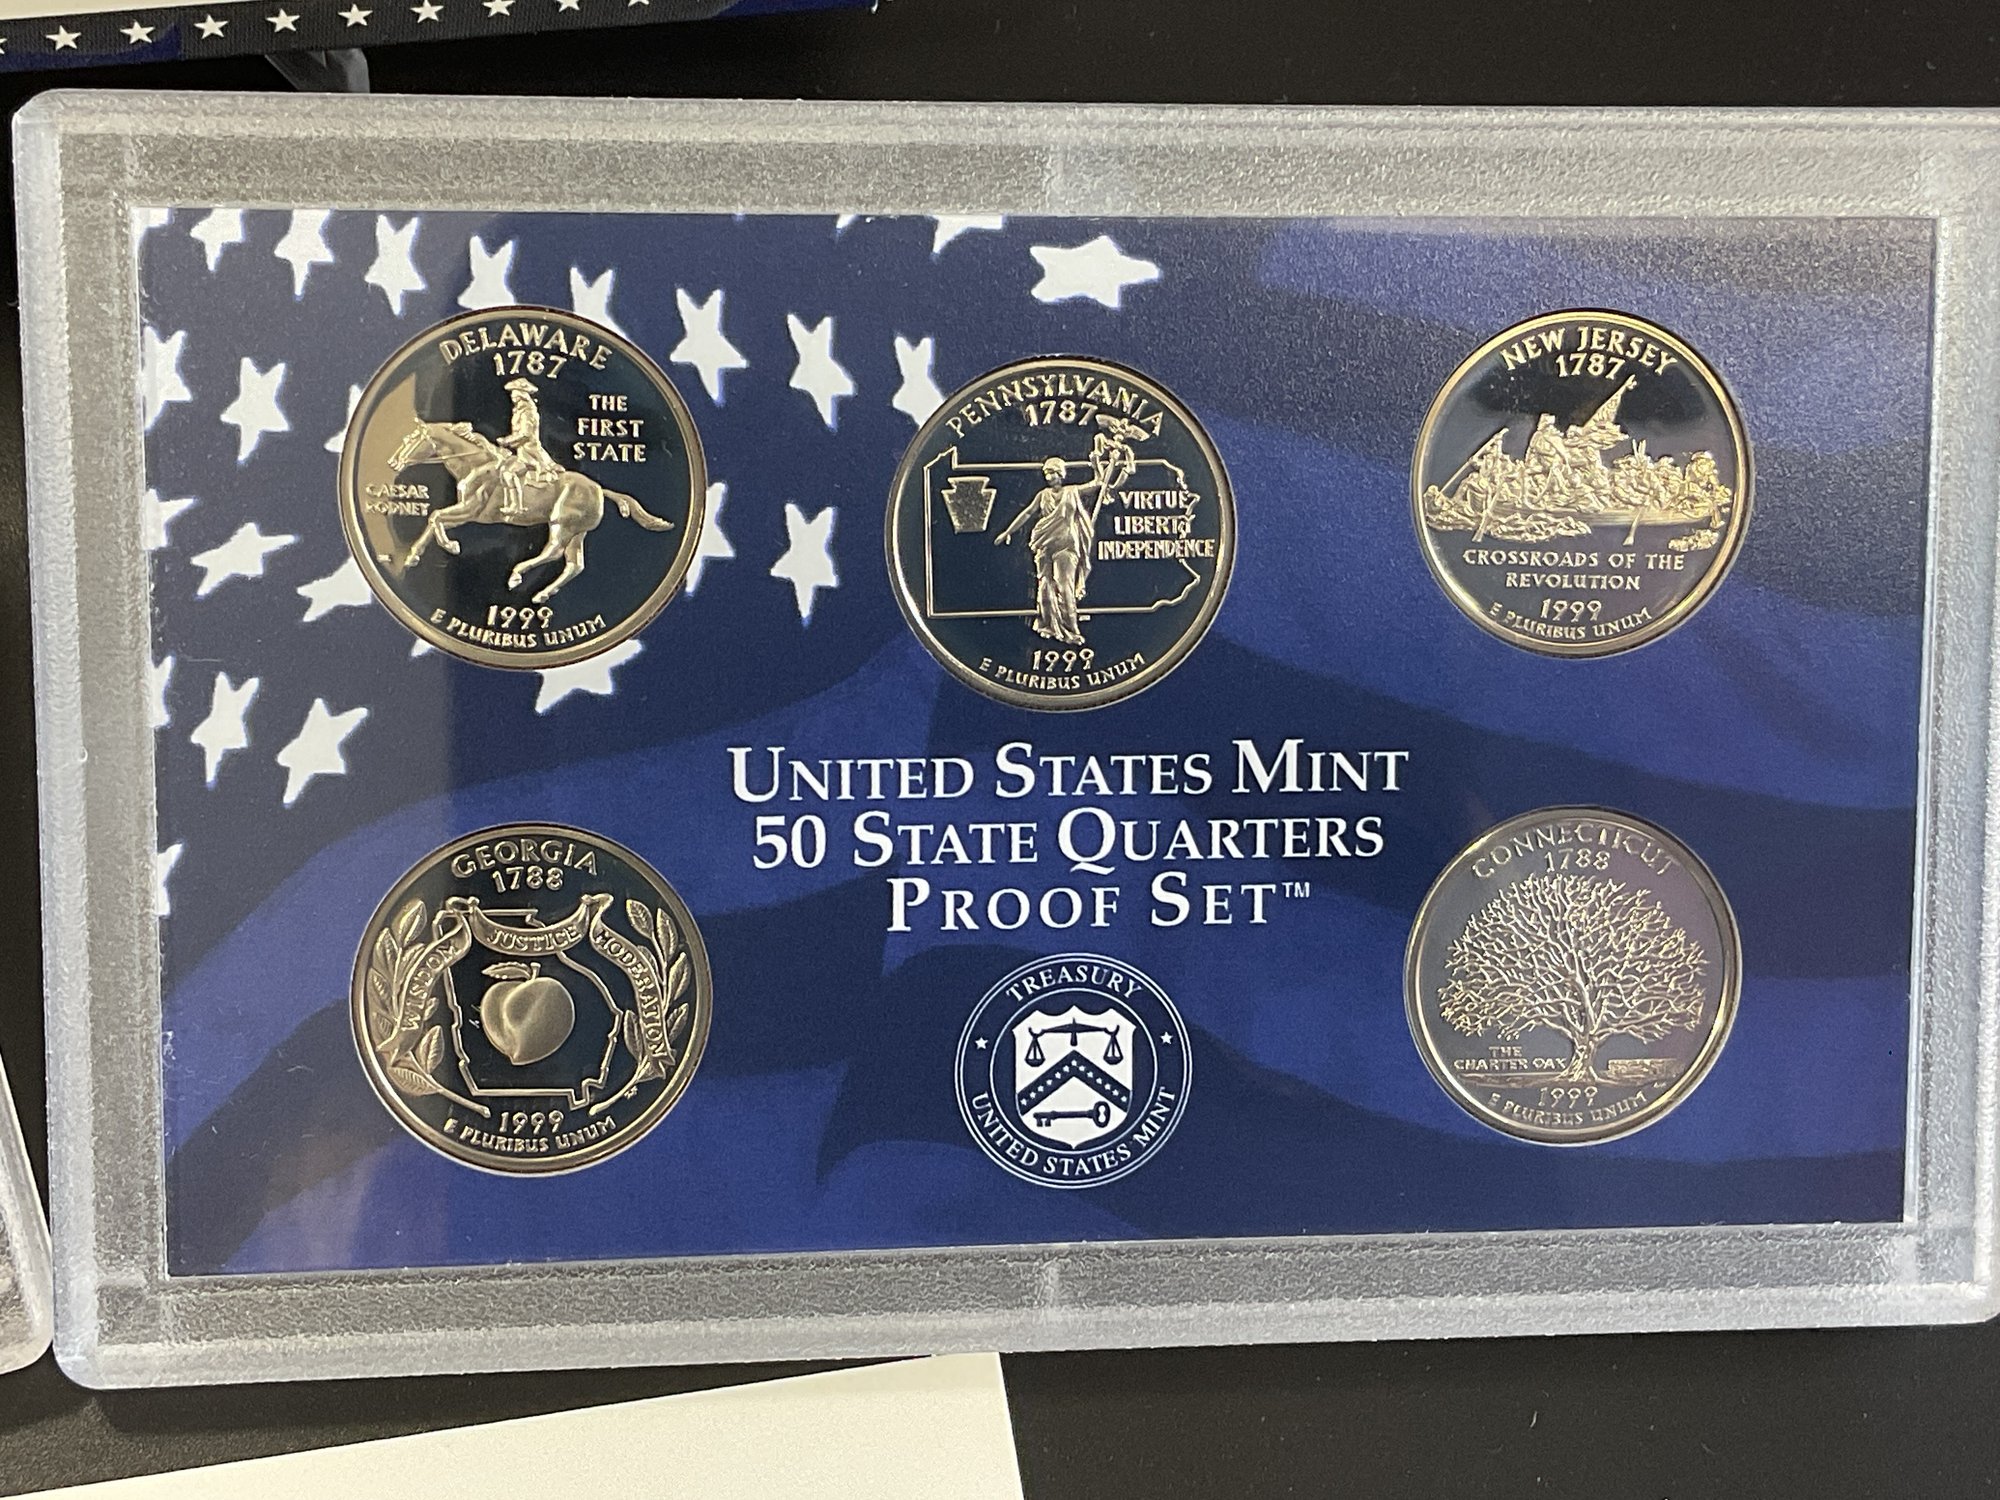 DELAWARE
1787
THE
FIRST
STATE
CAESAR
RODNEY
1999
E PLURIBUS UNUM
PENNSYLVANIA
1787
VIRTUE
LIBERTY
INDEPENDENCE
1999
E PLURIBUS UNUM
NEW JERSEY
1787
CROSSROADS OF THE
REVOLUTION
1999
E PLURIBUS UNUM
UNITED STATES MINT
50 STATE QUARTERS
PROOF SET™
GEORGIA
1788
WISDOM JUSTICE MODERATION
1999
E PLURIBUS UNUM
TREASURY
UNITED STATES MINT
CONNECTICUT
1788
THE
CHARTER OAK
1999
E PLURIBUS UNUM